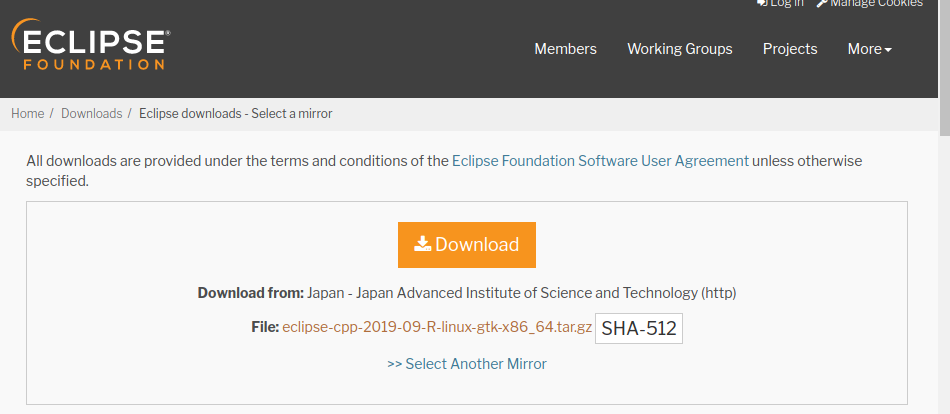 Log in Manage Cookies
ECLIPSE®
FOUNDATION
Members Working Groups Projects More
Home / Downloads / Eclipse downloads - Select a mirror
All downloads are provided under the terms and conditions of the Eclipse Foundation Software User Agreement unless otherwise
specified.
Download
Download from: Japan - Japan Advanced Institute of Science and Technology (http)
File: eclipse-cpp-2019-09-R-linux-gtk-x86_64.tar.gz SHA-512
>> Select Another Mirror